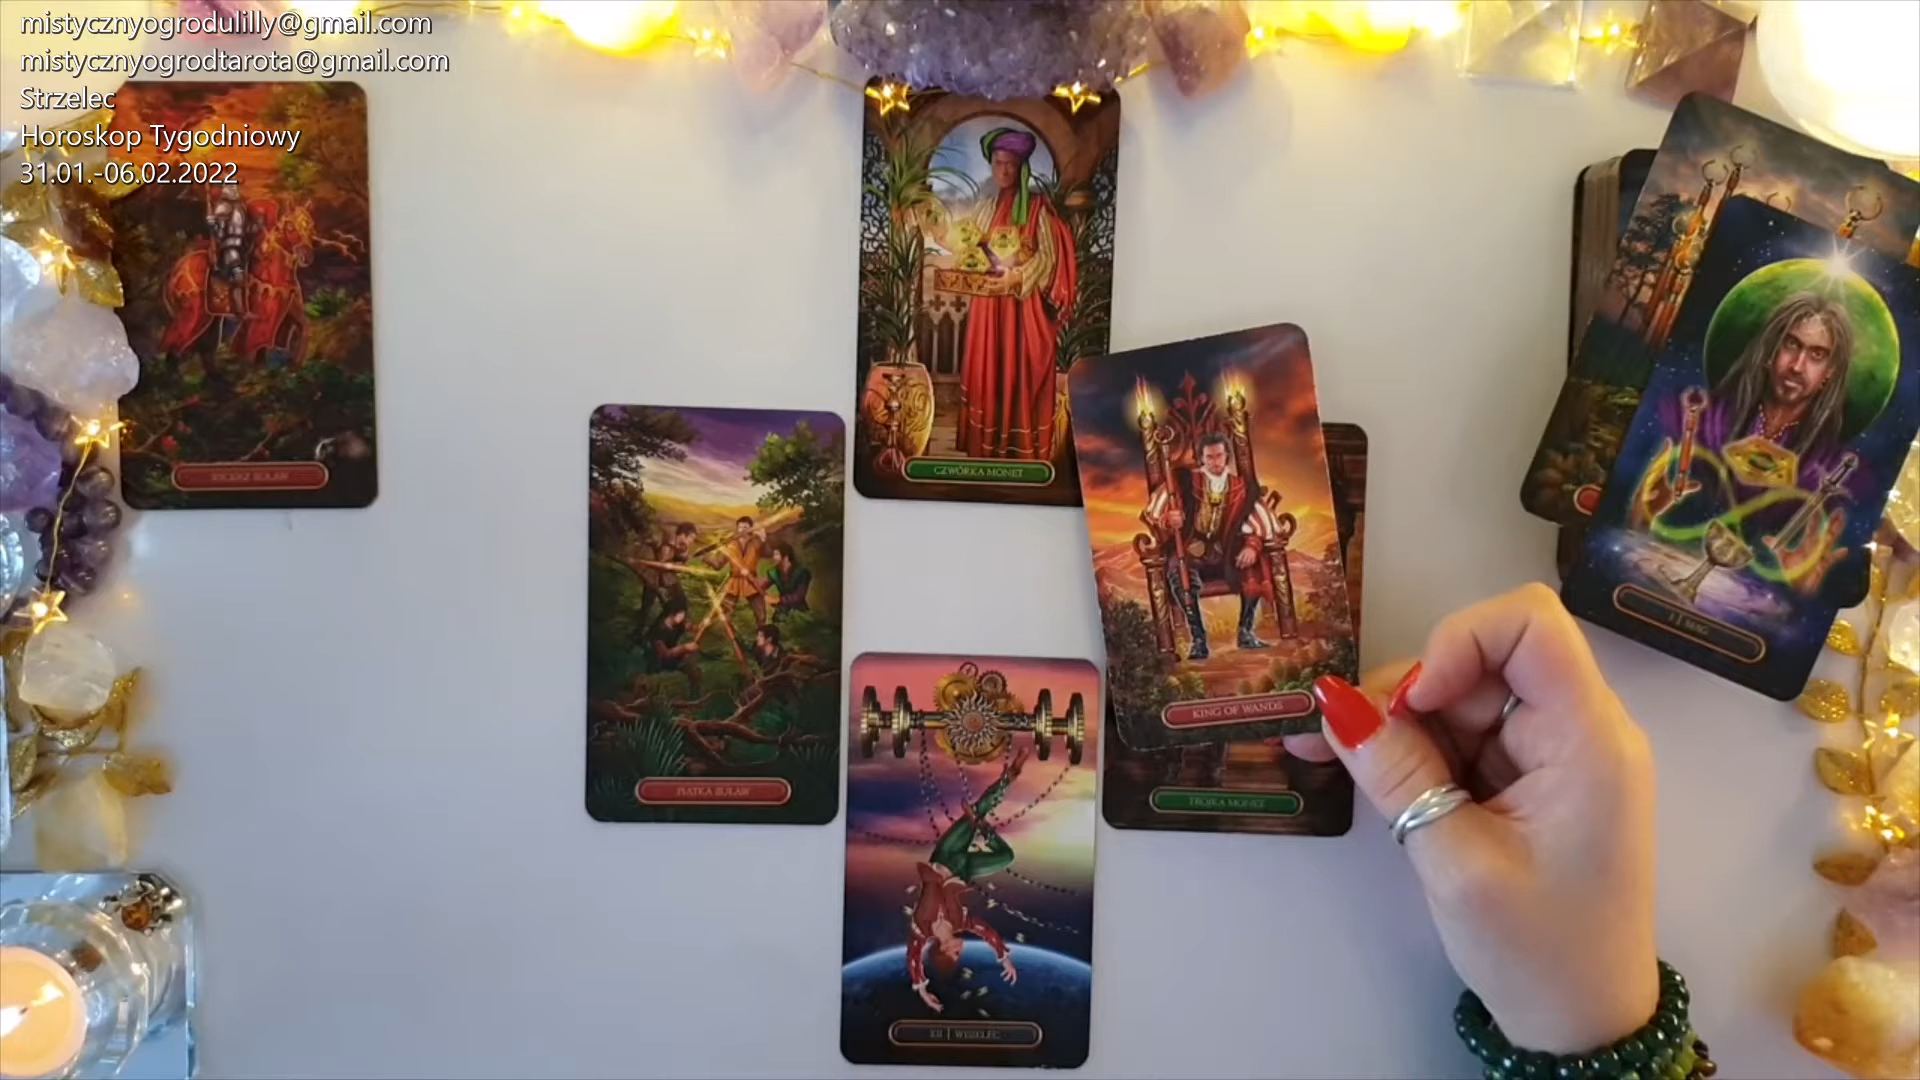 mistycznyogrodulilly@gmail.com
mistycznyogrodtarota@gmail.com
Strzelec
Horoskop Tygodniowy
31.01.-06.02.2022
RYCERZ BUŁAW
CZWÓRKA MONET
KING OF WANDS
PIĄTKA BUŁAW
TRÓJKA MONET
I | MAG
XII | WISIELEC